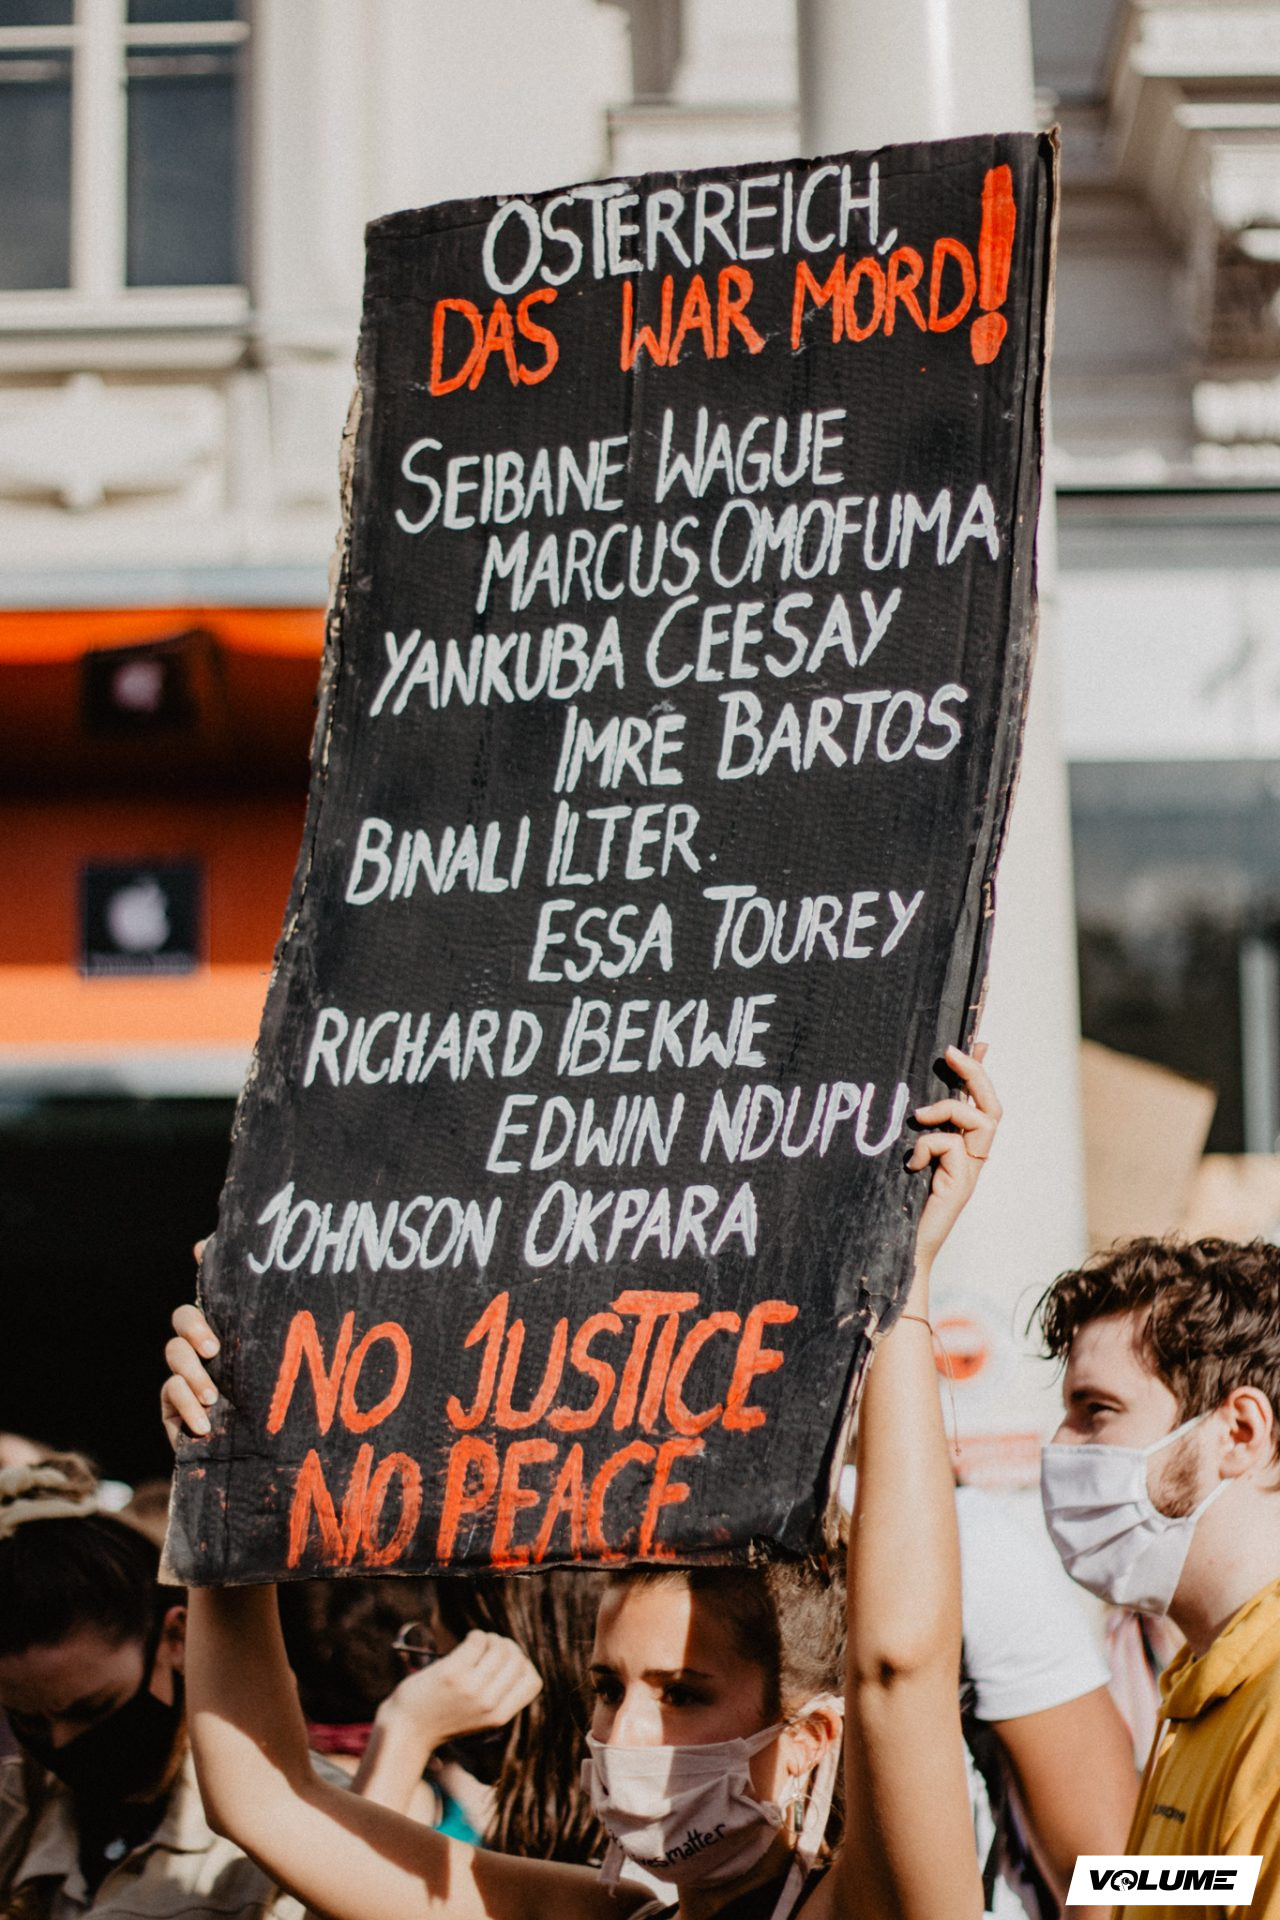 ÖSTERREICH,
DAS WAR MORD!
SEIBANE WAGUE
MARCUS OMOFUMA
YANKUBA CEESAY
IMRE BARTOS
BINALI ILTER
ESSA TOUREY
RICHARD IBEKWE
EDWIN NDUPU
JOHNSON OKPARA
NO JUSTICE
NO PEACE
matter
VOLUME